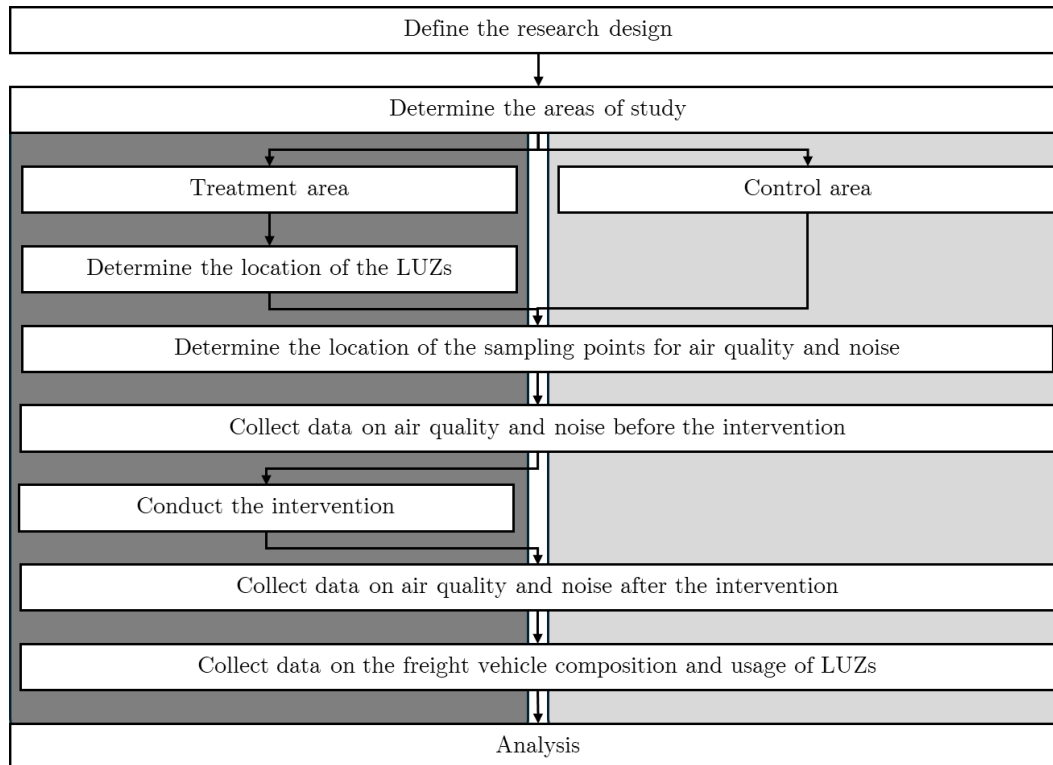 Define the research design
Determine the areas of study
Treatment area
Control area
Determine the location of the LUZs
Determine the location of the sampling points for air quality and noise
Collect data on air quality and noise before the intervention
Conduct the intervention
Collect data on air quality and noise after the intervention
Collect data on the freight vehicle composition and usage of LUZs
Analysis